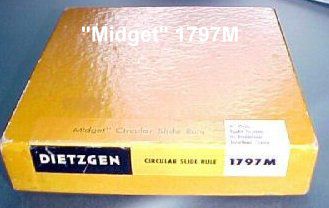 "Midget" 1797M
"Midget" Circular Slide Rule
DIETZGEN CIRCULAR SLIDE RULE 1797M